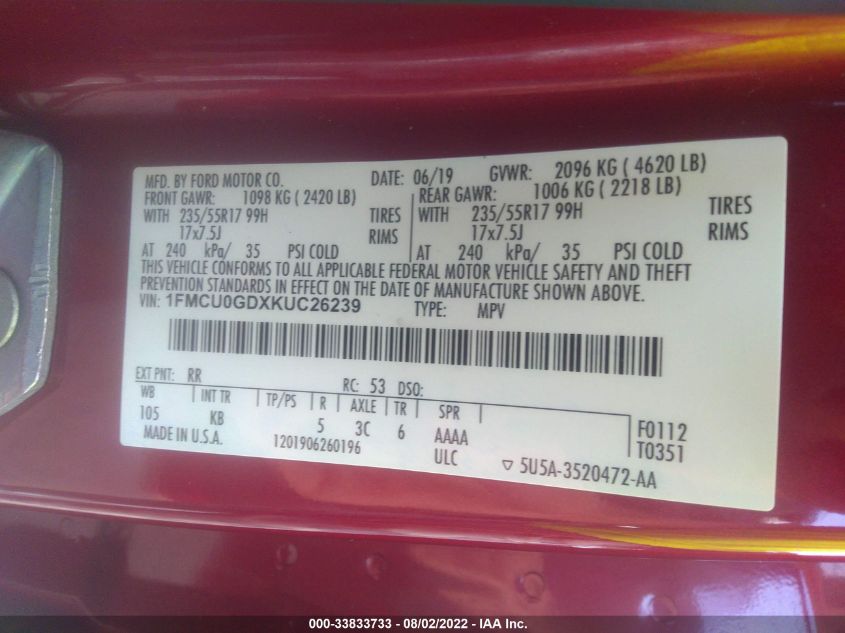 MFD. BY FORD MOTOR CO. DATE: 06/19 GVWR: 2096 KG ( 4620 LB)
FRONT GAWR: 1098 KG ( 2420 LB) REAR GAWR: 1006 KG ( 2218 LB)
WITH 235/55R17 99H TIRES WITH 235/55R17 99H TIRES
17x7.5J RIMS 17x7.5J RIMS
AT 240 kPa/ 35 PSI COLD AT 240 kPa/ 35 PSI COLD
THIS VEHICLE CONFORMS TO ALL APPLICABLE FEDERAL MOTOR VEHICLE SAFETY AND THEFT
PREVENTION STANDARDS IN EFFECT ON THE DATE OF MANUFACTURE SHOWN ABOVE.
VIN: 1FMCU0GDXKUC26239 TYPE: MPV
EXT PNT: RR RC: 53 DSO:
WB INT TR TP/PS R AXLE TR SPR
105 KB 5 3C 6 AAAA F0112
MADE IN U.S.A. 1201906260196 ULC T0351
5U5A-3520472-AA
000-33833733 - 08/02/2022 - IAA Inc.